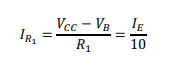 I_{R_1} = \frac{V_{CC} - V_B}{R_1} = \frac{I_E}{10}